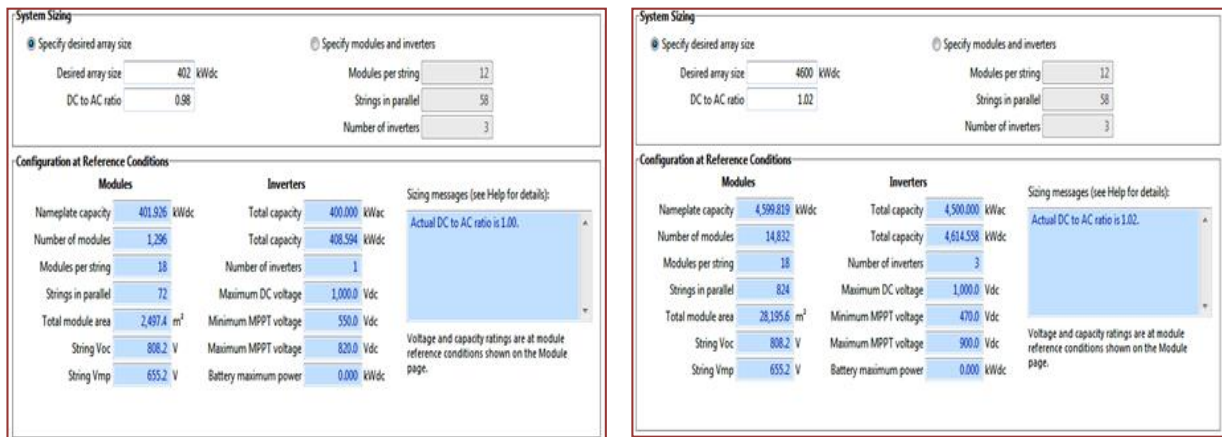 System Sizing
Specify desired array size
Specify modules and inverters
Desired array size 402 kWdc
Modules per string 12
DC to AC ratio 0.98
Strings in parallel 58
Number of inverters 3
Configuration at Reference Conditions
Modules
Inverters
Sizing messages (see Help for details):
Nameplate capacity 401.926 kWdc
Total capacity 400.000 kWac
Actual DC to AC ratio is 1.00.
Number of modules 1,296
Total capacity 408.594 kWdc
Modules per string 18
Number of inverters 1
Strings in parallel 72
Maximum DC voltage 1,000.0 Vdc
Total module area 2,497.4 m²
Minimum MPPT voltage 550.0 Vdc
String Voc 808.2 V
Maximum MPPT voltage 820.0 Vdc
String Vmp 655.2 V
Battery maximum power 0.000 kWdc
Voltage and capacity ratings are at module
reference conditions shown on the Module
page.
System Sizing
Specify desired array size
Specify modules and inverters
Desired array size 4600 kWdc
Modules per string 12
DC to AC ratio 1.02
Strings in parallel 58
Number of inverters 3
Configuration at Reference Conditions
Modules
Inverters
Sizing messages (see Help for details):
Nameplate capacity 4,599.819 kWdc
Total capacity 4,500.000 kWac
Actual DC to AC ratio is 1.02.
Number of modules 14,832
Total capacity 4,614.558 kWdc
Modules per string 18
Number of inverters 3
Strings in parallel 824
Maximum DC voltage 1,000.0 Vdc
Total module area 28,195.6 m²
Minimum MPPT voltage 470.0 Vdc
String Voc 808.2 V
Maximum MPPT voltage 900.0 Vdc
String Vmp 655.2 V
Battery maximum power 0.000 kWdc
Voltage and capacity ratings are at module
reference conditions shown on the Module
page.